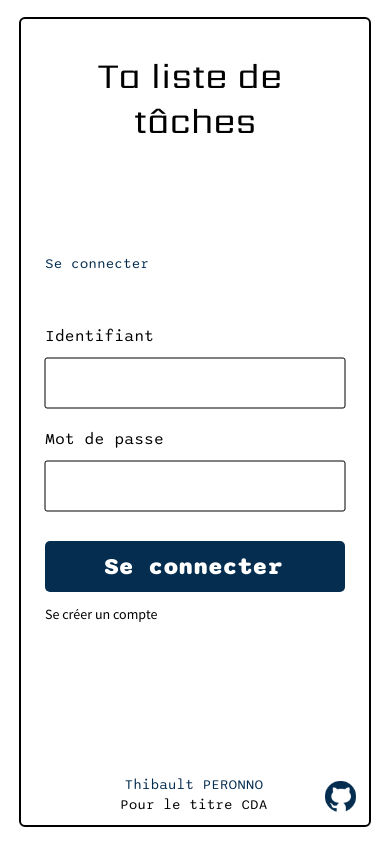 Ta liste de
tâches
Se connecter
Identifiant
Mot de passe
Se connecter
Se créer un compte
Thibault PERONNO
Pour le titre CDA